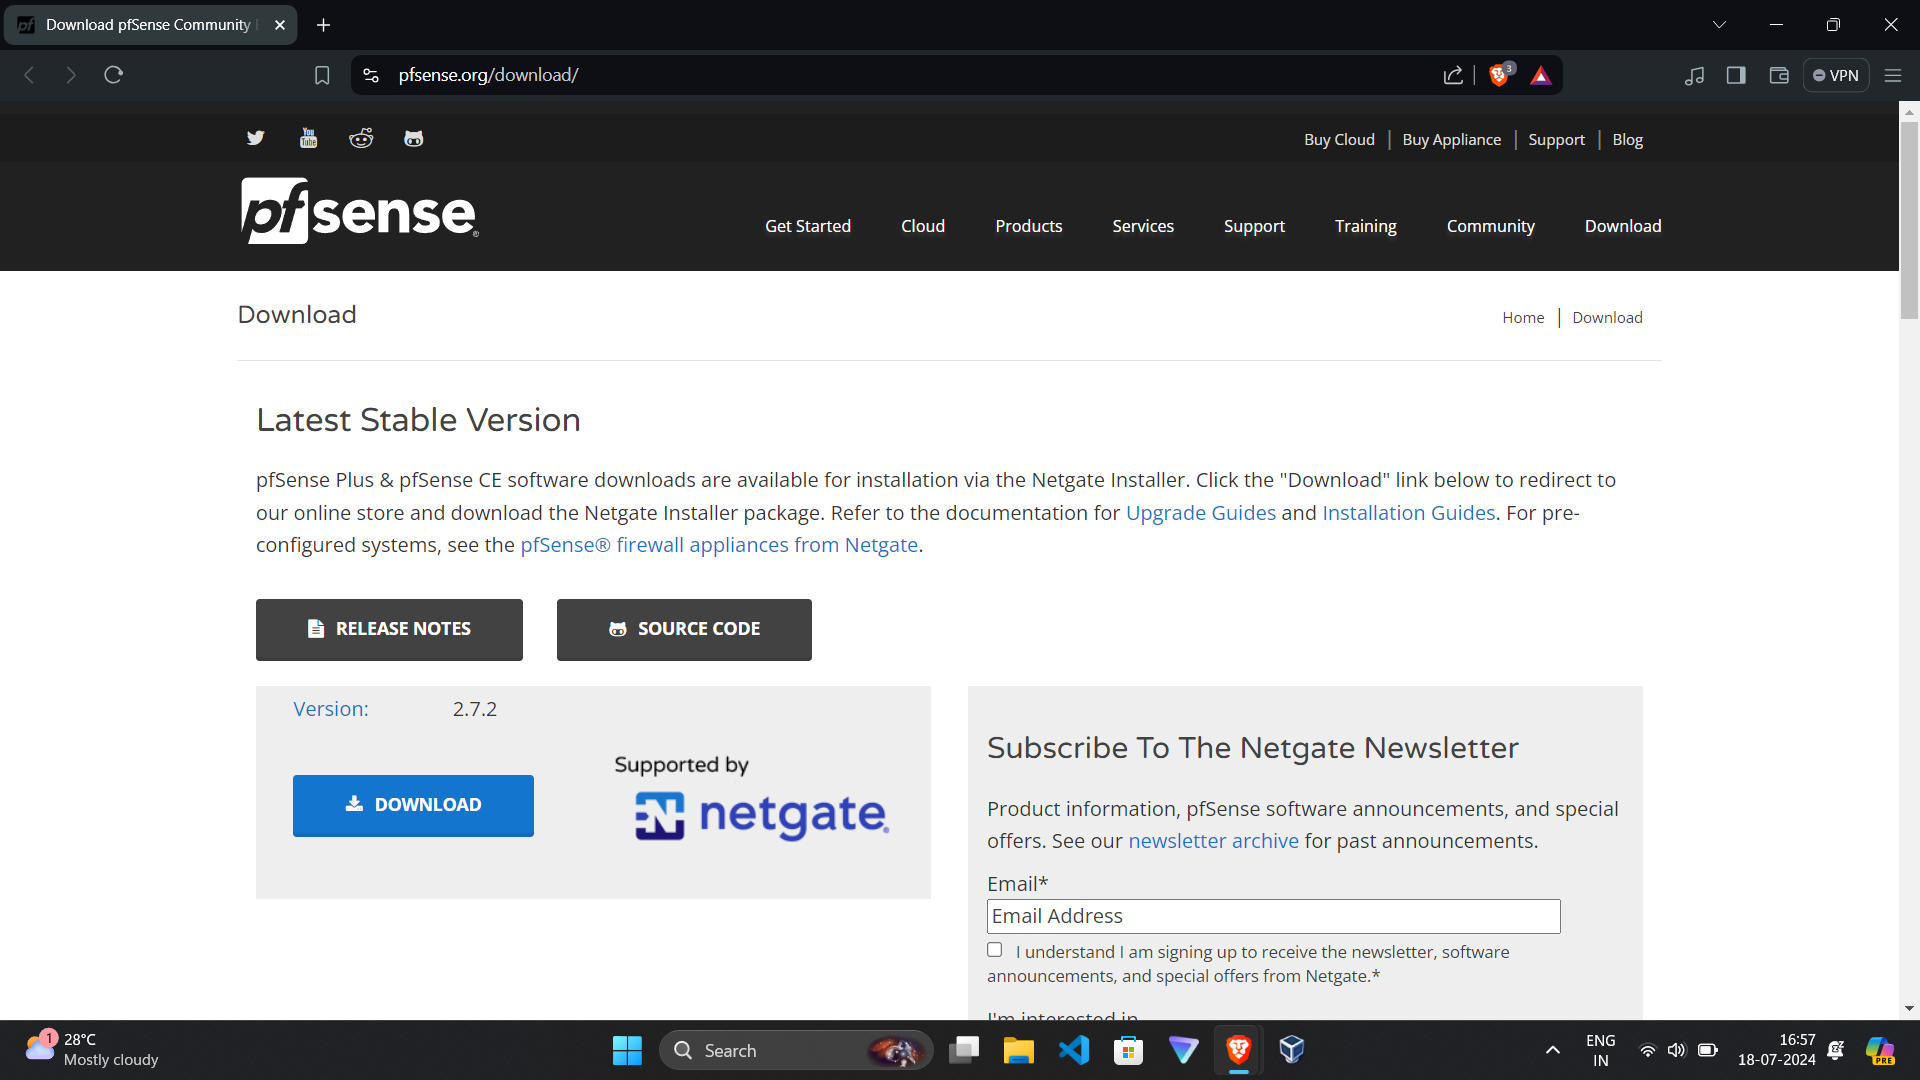 Download pfSense Community
pfsense.org/download/
3
VPN
You
Tube
Buy Cloud | Buy Appliance | Support | Blog
pfsense®
Get Started Cloud Products Services Support Training Community Download
Download
Home | Download
Latest Stable Version
pfSense Plus & pfSense CE software downloads are available for installation via the Netgate Installer. Click the "Download" link below to redirect to
our online store and download the Netgate Installer package. Refer to the documentation for Upgrade Guides and Installation Guides. For pre-
configured systems, see the pfSense® firewall appliances from Netgate.
RELEASE NOTES
SOURCE CODE
Version: 2.7.2
DOWNLOAD
Supported by
netgate®
Subscribe To The Netgate Newsletter
Product information, pfSense software announcements, and special
offers. See our newsletter archive for past announcements.
Email*
Email Address
I understand I am signing up to receive the newsletter, software
announcements, and special offers from Netgate.*
I'm interested in
1
28°C
Mostly cloudy
Search
ENG
IN
16:57
18-07-2024
PRE